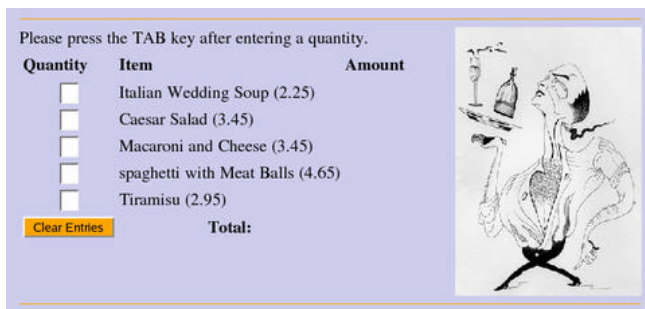 Please press the TAB key after entering a quantity.
Quantity Item Amount
Italian Wedding Soup (2.25)
Caesar Salad (3.45)
Macaroni and Cheese (3.45)
spaghetti with Meat Balls (4.65)
Tiramisu (2.95)
Clear Entries Total: